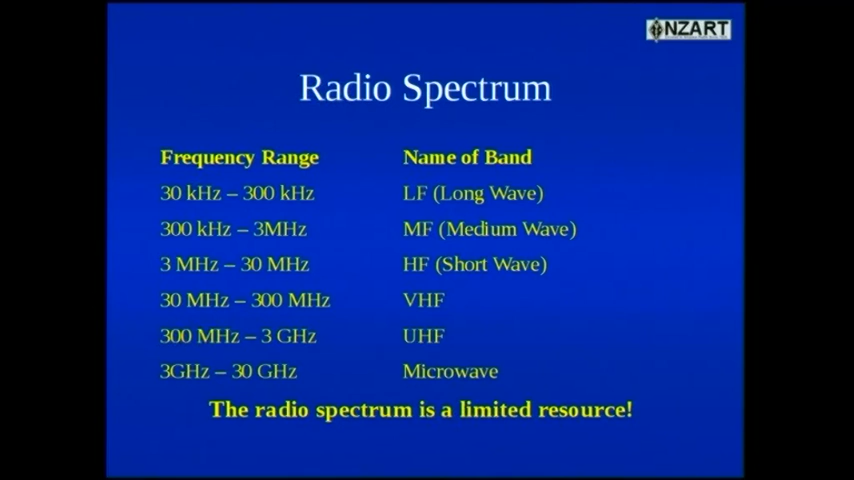 NZART
Radio Spectrum
Frequency Range Name of Band
30 kHz – 300 kHz LF (Long Wave)
300 kHz – 3MHz MF (Medium Wave)
3 MHz – 30 MHz HF (Short Wave)
30 MHz – 300 MHz VHF
300 MHz – 3 GHz UHF
3GHz – 30 GHz Microwave
The radio spectrum is a limited resource!